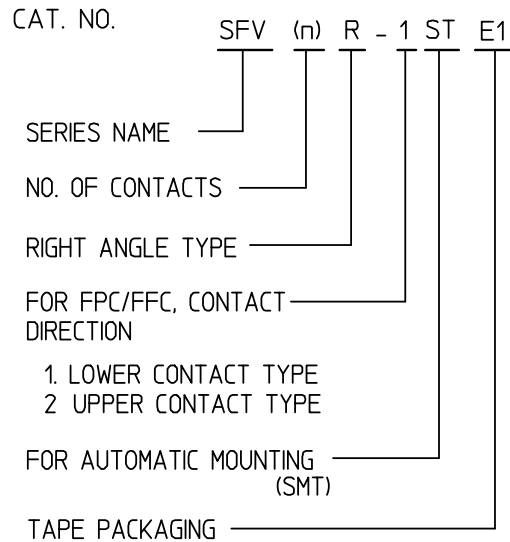 CAT. NO.
SFV (n) R - 1 ST E1
SERIES NAME
NO. OF CONTACTS
RIGHT ANGLE TYPE
FOR FPC/FFC, CONTACT
DIRECTION
1. LOWER CONTACT TYPE
2 UPPER CONTACT TYPE
FOR AUTOMATIC MOUNTING
(SMT)
TAPE PACKAGING